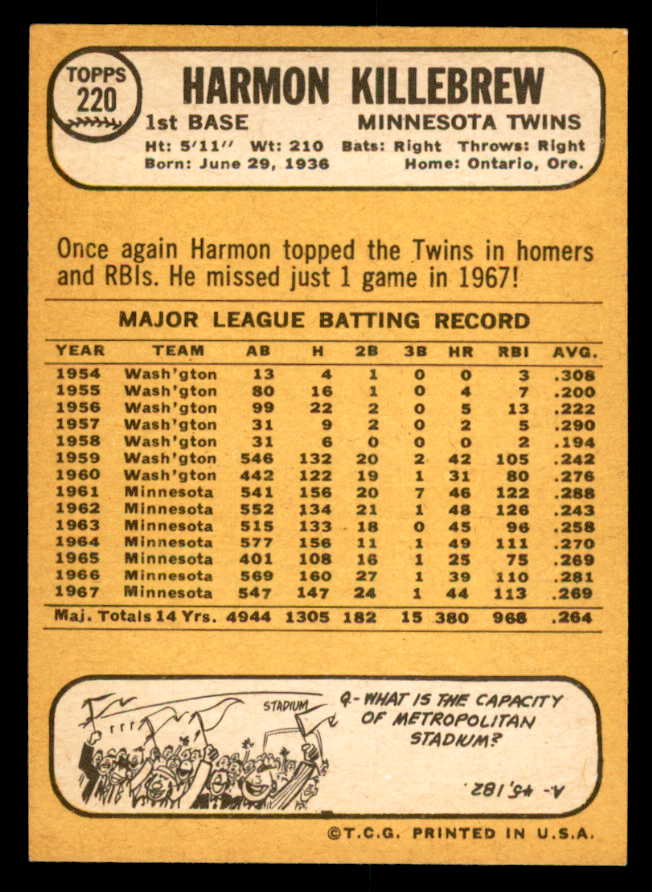 TOPPS
220
HARMON KILLEBREW
1st BASE MINNESOTA TWINS
Ht: 5'11" Wt: 210 Bats: Right Throws: Right
Born: June 29, 1936 Home: Ontario, Ore.
Once again Harmon topped the Twins in homers
and RBIs. He missed just 1 game in 1967!
MAJOR LEAGUE BATTING RECORD
YEAR TEAM AB H 2B 3B HR RBI AVG.
1954 Wash'gton 13 4 1 0 0 3 .308
1955 Wash'gton 80 16 1 0 4 7 .200
1956 Wash'gton 99 22 2 0 5 13 .222
1957 Wash'gton 31 9 2 0 2 5 .290
1958 Wash'gton 31 6 0 0 0 2 .194
1959 Wash'gton 546 132 20 2 42 105 .242
1960 Wash'gton 442 122 19 1 31 80 .276
1961 Minnesota 541 156 20 7 46 122 .288
1962 Minnesota 552 134 21 1 48 126 .243
1963 Minnesota 515 133 18 0 45 96 .258
1964 Minnesota 577 156 11 1 49 111 .270
1965 Minnesota 401 108 16 1 25 75 .269
1966 Minnesota 569 160 27 1 39 110 .281
1967 Minnesota 547 147 24 1 44 113 .269
Maj. Totals 14 Yrs. 4944 1305 182 15 380 968 .264
STADIUM
Q- WHAT IS THE CAPACITY
OF METROPOLITAN
STADIUM?
A- 45,182.
©T.C.G. PRINTED IN U.S.A.